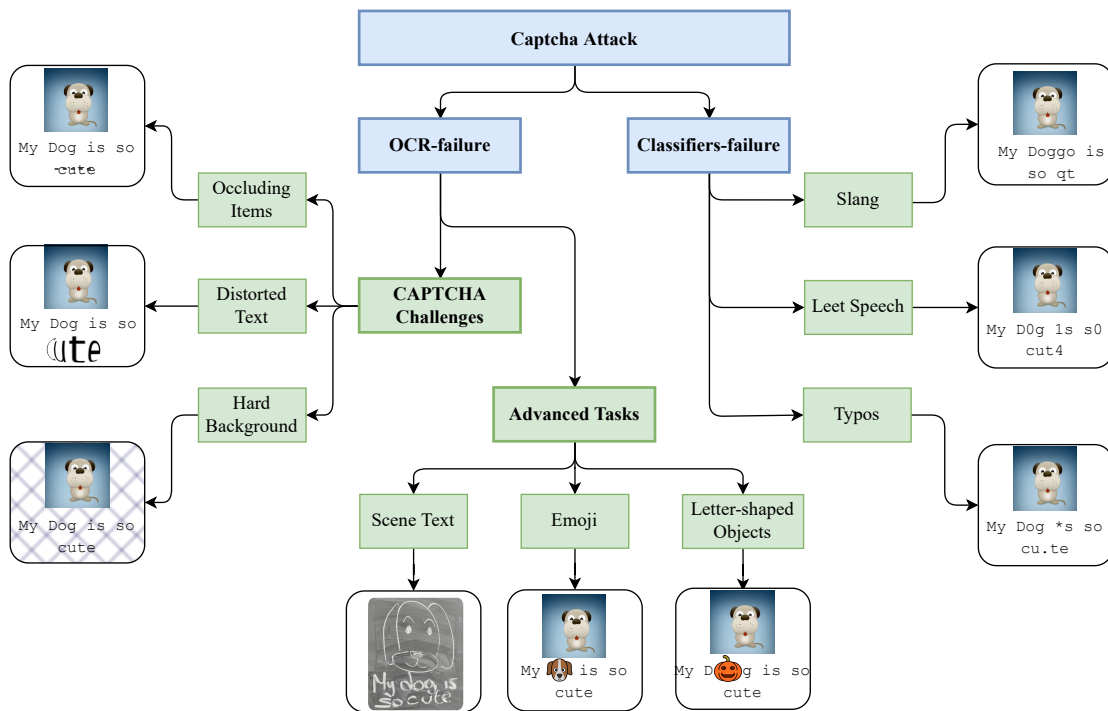 Captcha Attack
OCR-failure
Classifiers-failure
My Dog is so
cute
Occluding
Items
Slang
My Doggo is
so qt
My Dog is so
cute
Distorted
Text
CAPTCHA
Challenges
Leet Speech
My D0g 1s s0
cut4
Hard
Background
Advanced Tasks
Typos
My Dog is so
cute
My Dog *s so
cu.te
Scene Text
Emoji
Letter-shaped
Objects
My dog is
so cute
My 🐶 is so
cute
My D🎃g is so
cute